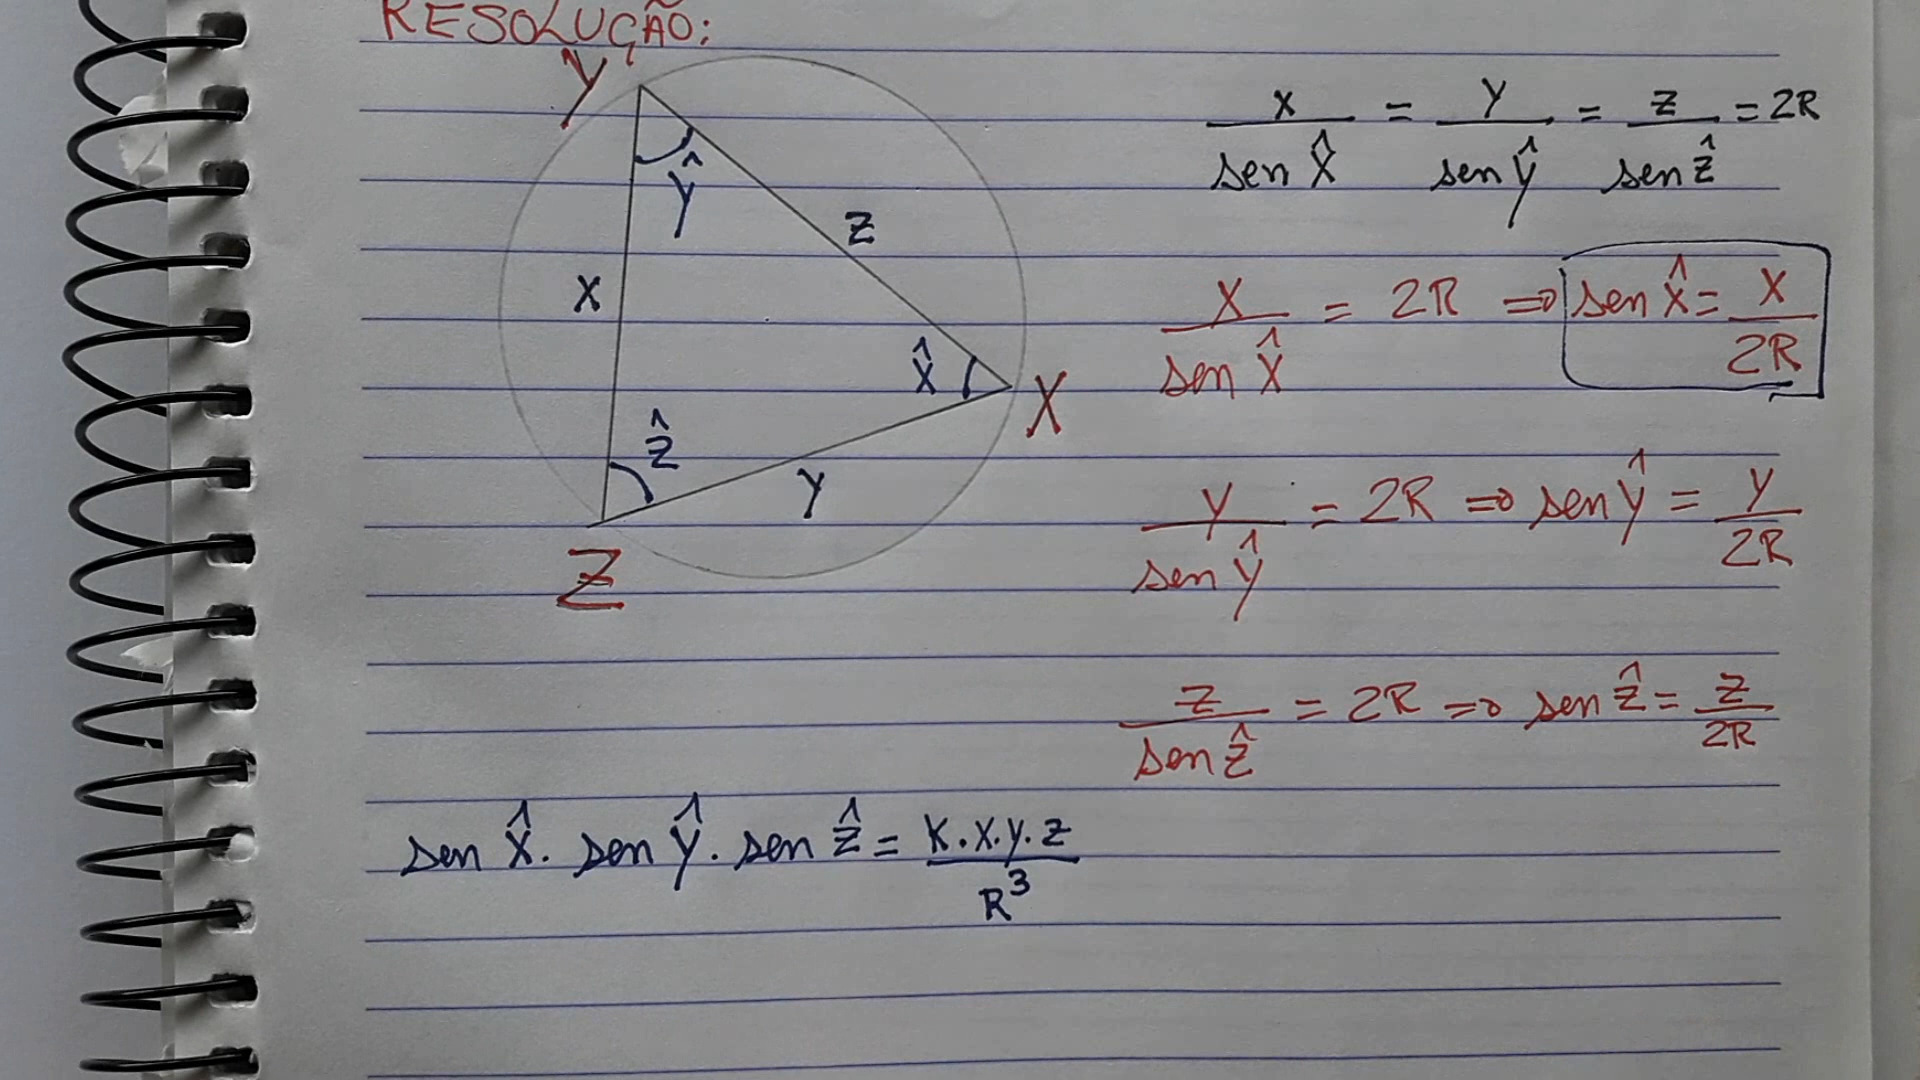 RESOLUÇÃO:
Y
Ŷ
Z
X
X̂
X
Ẑ
Y
Z
X / sen X̂ = Y / sen Ŷ = Z / sen Ẑ = 2R
X / sen X̂ = 2R ⇒ sen X̂ = X / 2R
Y / sen Ŷ = 2R ⇒ sen Ŷ = Y / 2R
Z / sen Ẑ = 2R ⇒ sen Ẑ = Z / 2R
sen X̂ . sen Ŷ . sen Ẑ = K.X.Y.Z / R³